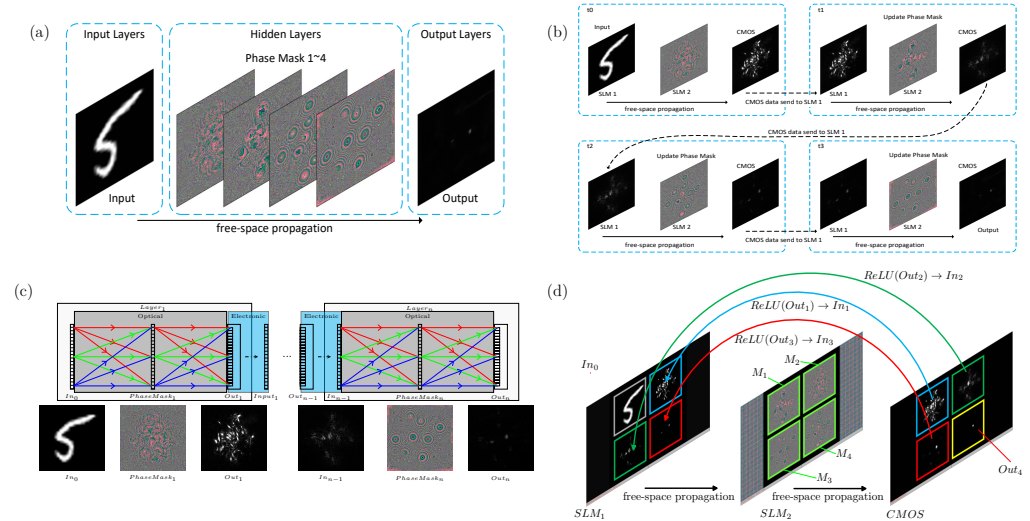 (a)
Input Layers
Hidden Layers
Output Layers
Phase Mask 1~4
Input
Output
free-space propagation
(b)
t0
Input
CMOS
SLM 1
SLM 2
free-space propagation
CMOS data send to SLM 1
t1
Update Phase Mask
CMOS
SLM 1
SLM 2
free-space propagation
CMOS data send to SLM 1
t2
Update Phase Mask
CMOS
SLM 1
SLM 2
free-space propagation
CMOS data send to SLM 1
t3
Update Phase Mask
SLM 1
SLM 2
Output
free-space propagation
(c)
Layer₁
Optical
Electronic
In₀
PhaseMask₁
Out₁
Input₁
...
Layerₙ
Electronic
Optical
Outₙ₋₁
Inₙ₋₁
PhaseMaskₙ
Outₙ
In₀
PhaseMask₁
Out₁
Inₙ₋₁
PhaseMaskₙ
Outₙ
(d)
ReLU(Out₂) → In₂
ReLU(Out₁) → In₁
ReLU(Out₃) → In₃
In₀
M₂
M₁
M₄
M₃
Out₄
free-space propagation
free-space propagation
SLM₁
SLM₂
CMOS